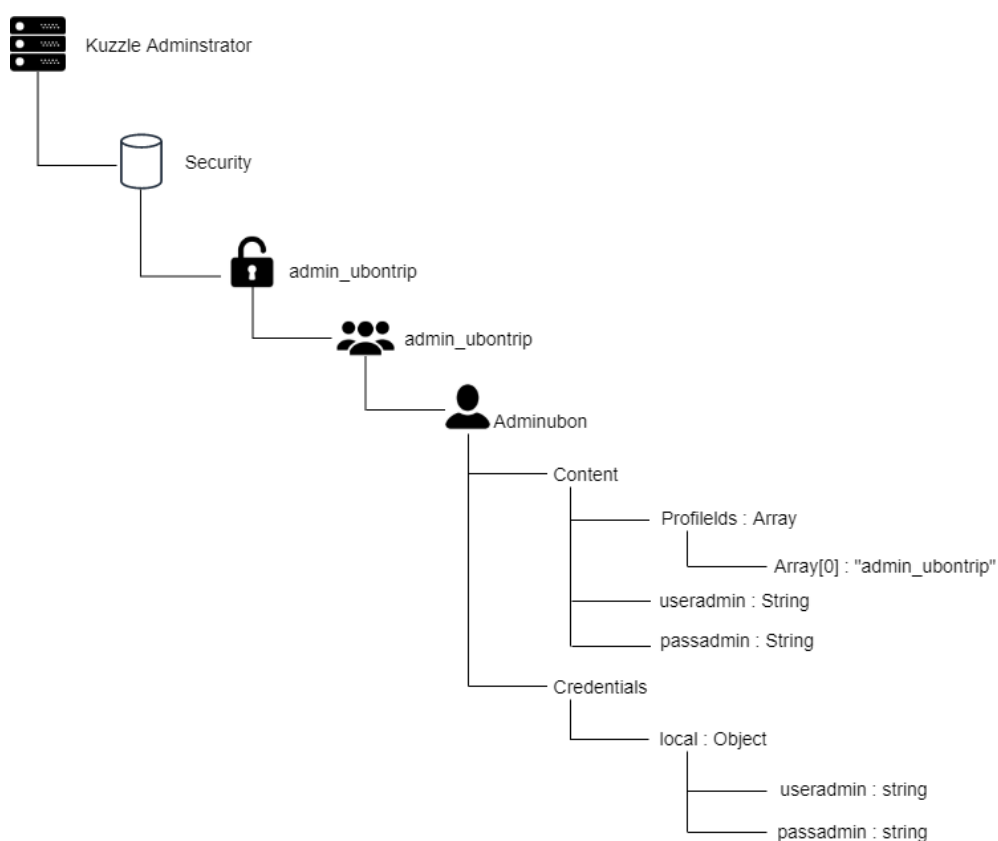 Kuzzle Adminstrator
Security
admin_ubontrip
admin_ubontrip
Adminubon
Content
ProfileIds : Array
Array[0] : "admin_ubontrip"
useradmin : String
passadmin : String
Credentials
local : Object
useradmin : string
passadmin : string